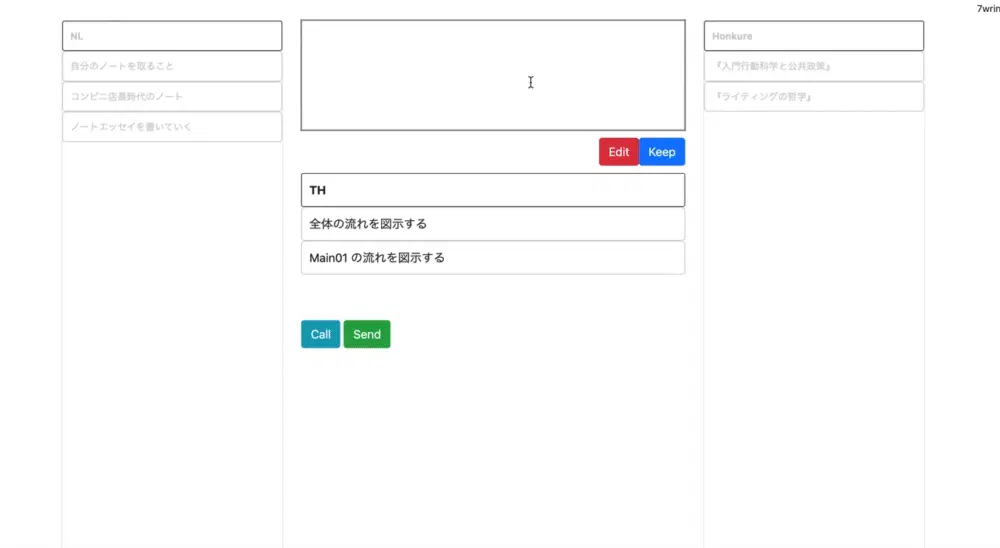 7wrin
NL
自分のノートを取ること
コンビニ店長時代のノート
ノートエッセイを書いていく
Edit
Keep
TH
全体の流れを図示する
Main01 の流れを図示する
Call
Send
Honkure
『入門行動科学と公共政策』
『ライティングの哲学』